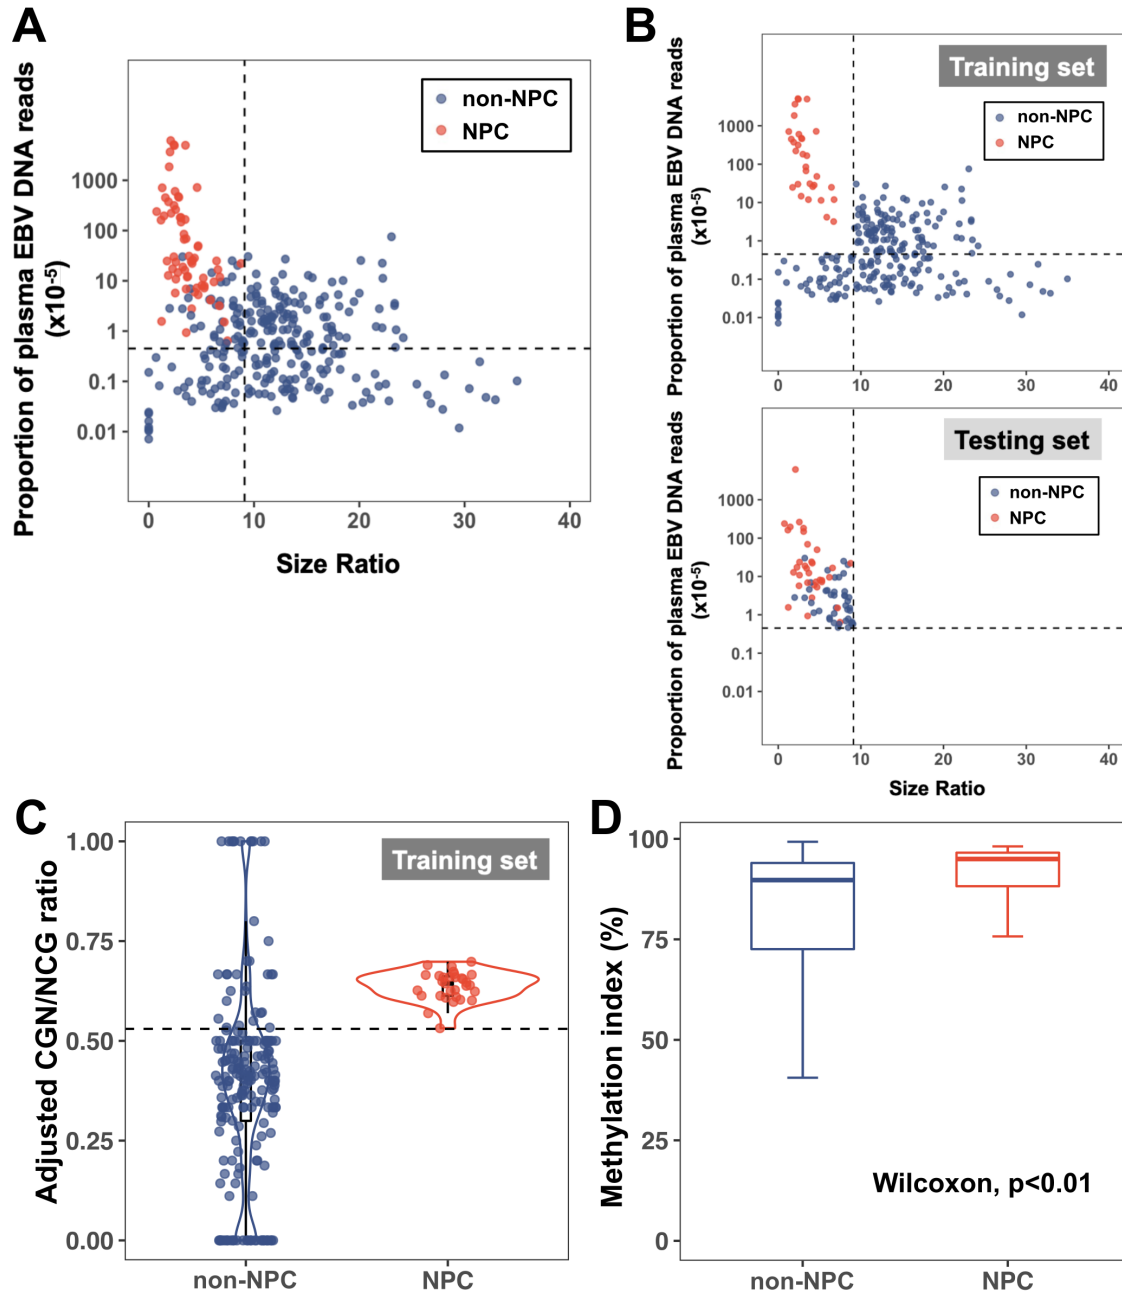 A
Proportion of plasma EBV DNA reads
(x10-5)
1000
100
10
1
0.1
0.01
non-NPC
NPC
0
10
20
30
40
Size Ratio
B
Proportion of plasma EBV DNA reads
(x10-5)
1000
100
10
1
0.1
0.01
Training set
non-NPC
NPC
0
10
20
30
40
Proportion of plasma EBV DNA reads
(x10-5)
1000
100
10
1
0.1
0.01
Testing set
non-NPC
NPC
0
10
20
30
40
Size Ratio
C
Adjusted CGN/NCG ratio
1.00
0.75
0.50
0.25
0.00
Training set
non-NPC
NPC
D
Methylation index (%)
100
75
50
25
0
Wilcoxon, p<0.01
non-NPC
NPC